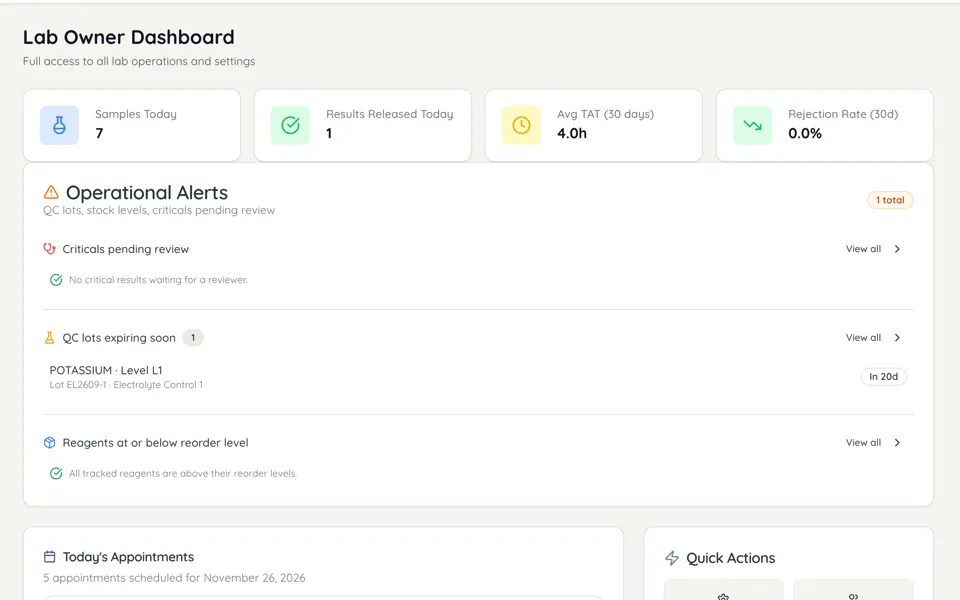 Lab Owner Dashboard
Full access to all lab operations and settings
Samples Today
7
Results Released Today
1
Avg TAT (30 days)
4.0h
Rejection Rate (30d)
0.0%
Operational Alerts
QC lots, stock levels, criticals pending review
1 total
Criticals pending review
View all
No critical results waiting for a reviewer.
QC lots expiring soon 1
View all
POTASSIUM · Level L1
Lot EL2609-1 · Electrolyte Control 1
In 20d
Reagents at or below reorder level
View all
All tracked reagents are above their reorder levels.
Today's Appointments
5 appointments scheduled for November 26, 2026
Quick Actions